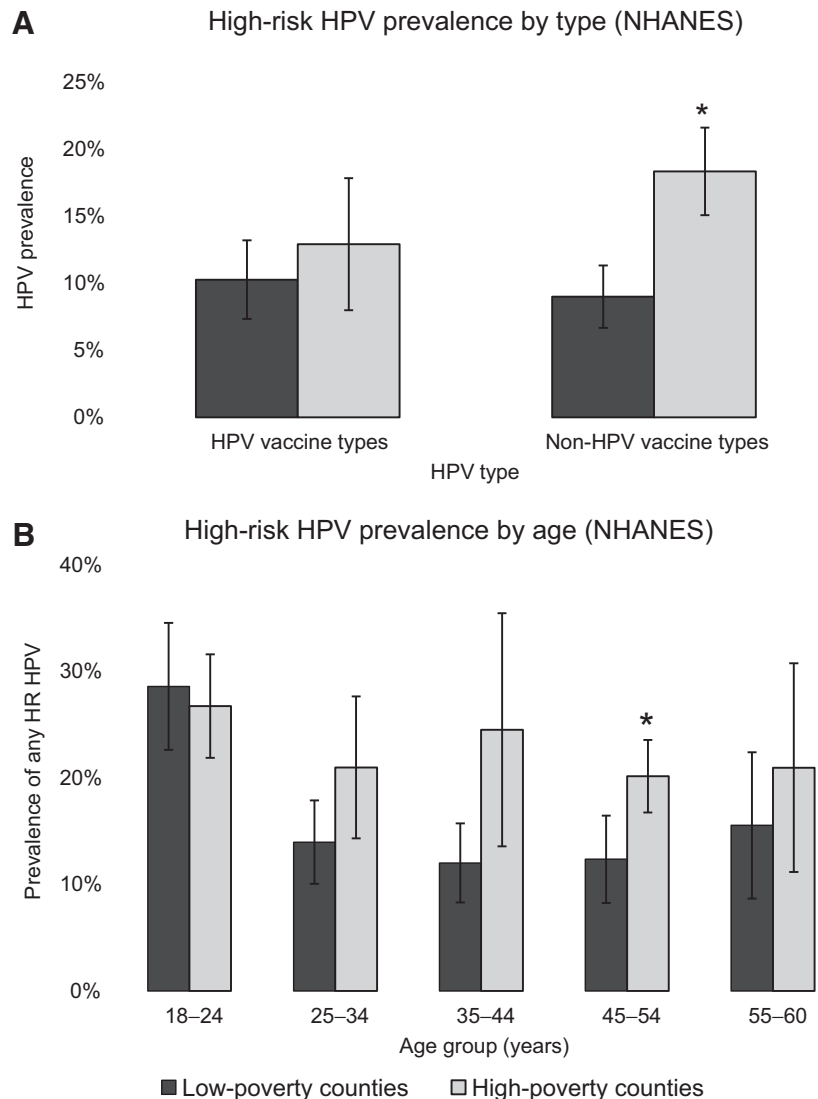 A
High-risk HPV prevalence by type (NHANES)
25%
20%
15%
10%
5%
0%
HPV prevalence
*
HPV vaccine types
Non-HPV vaccine types
HPV type
B
High-risk HPV prevalence by age (NHANES)
40%
30%
20%
10%
0%
Prevalence of any HR HPV
*
18–24
25–34
35–44
45–54
55–60
Age group (years)
Low-poverty counties
High-poverty counties